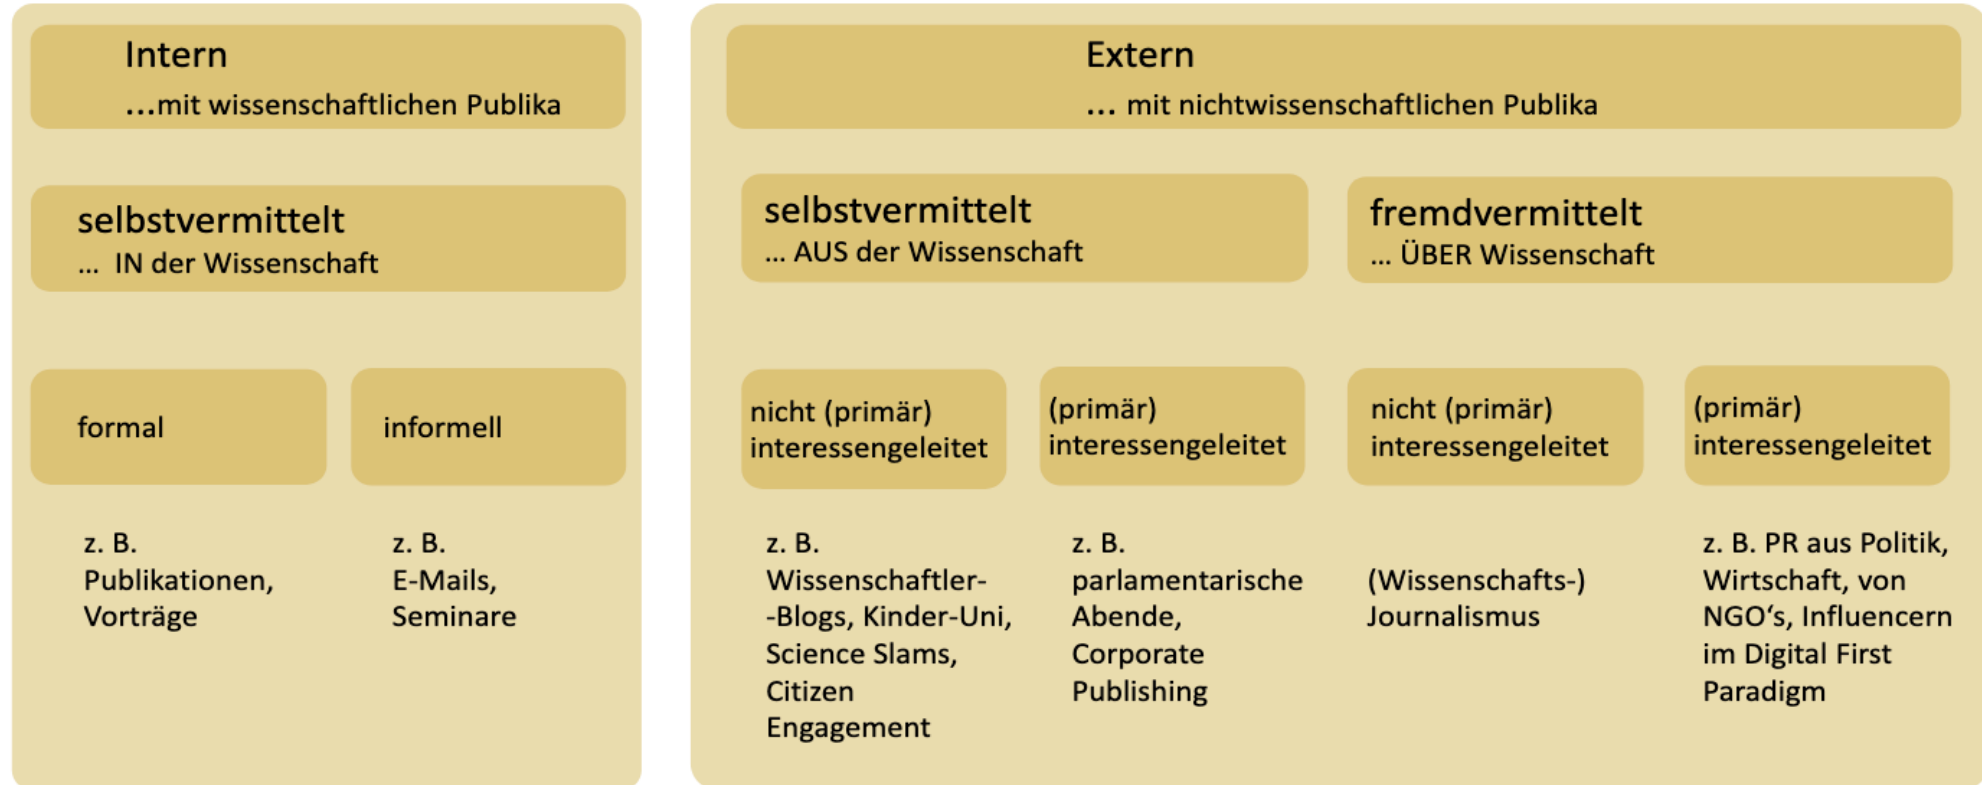 Intern
...mit wissenschaftlichen Publika
selbstvermittelt
... IN der Wissenschaft
formal
informell
z. B.
Publikationen,
Vorträge
z. B.
E-Mails,
Seminare
Extern
... mit nichtwissenschaftlichen Publika
selbstvermittelt
... AUS der Wissenschaft
fremdvermittelt
... ÜBER Wissenschaft
nicht (primär)
interessengeleitet
(primär)
interessengeleitet
nicht (primär)
interessengeleitet
(primär)
interessengeleitet
z. B.
Wissenschaftler-
-Blogs, Kinder-Uni,
Science Slams,
Citizen
Engagement
z. B.
parlamentarische
Abende,
Corporate
Publishing
(Wissenschafts-)
Journalismus
z. B. PR aus Politik,
Wirtschaft, von
NGO‘s, Influencern
im Digital First
Paradigm